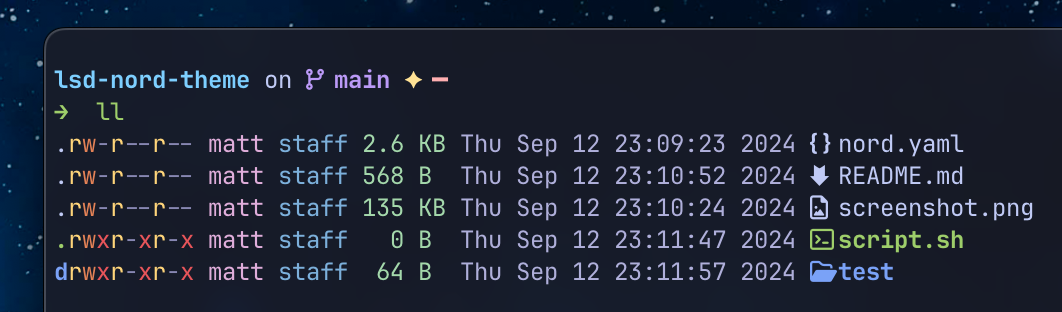 lsd-nord-theme on main
ll
.rw-r--r-- matt staff 2.6 KB Thu Sep 12 23:09:23 2024 {} nord.yaml
.rw-r--r-- matt staff 568 B Thu Sep 12 23:10:52 2024 README.md
.rw-r--r-- matt staff 135 KB Thu Sep 12 23:10:24 2024 screenshot.png
.rwxr-xr-x matt staff 0 B Thu Sep 12 23:11:47 2024 script.sh
drwxr-xr-x matt staff 64 B Thu Sep 12 23:11:57 2024 test